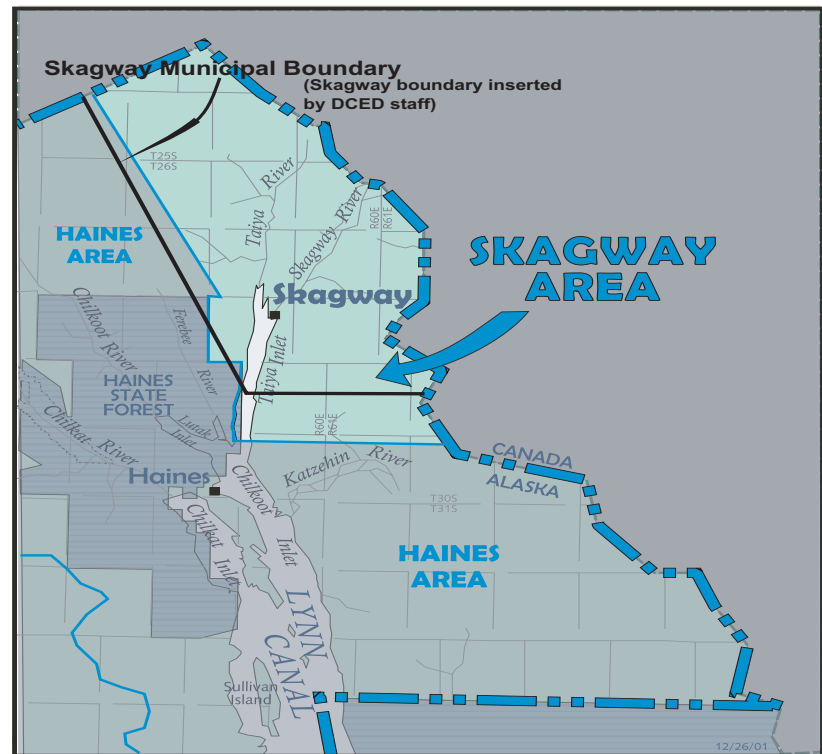 Skagway Municipal Boundary
(Skagway boundary inserted
by DCED staff)
T25S
T26S
Taiya River
Skagway River
R60E
R61E
HAINES
AREA
SKAGWAY
AREA
Skagway
Chilkoot River
Ferebee River
Taiya Inlet
HAINES
STATE
FOREST
Lutak
Inlet
Chilkat River
R60E
R61E
Haines
Chilkoot Inlet
Katzehin River
CANADA
ALASKA
T30S
T31S
Chilkat Inlet
HAINES
AREA
LYNN
CANAL
Sullivan
Island
12/26/01